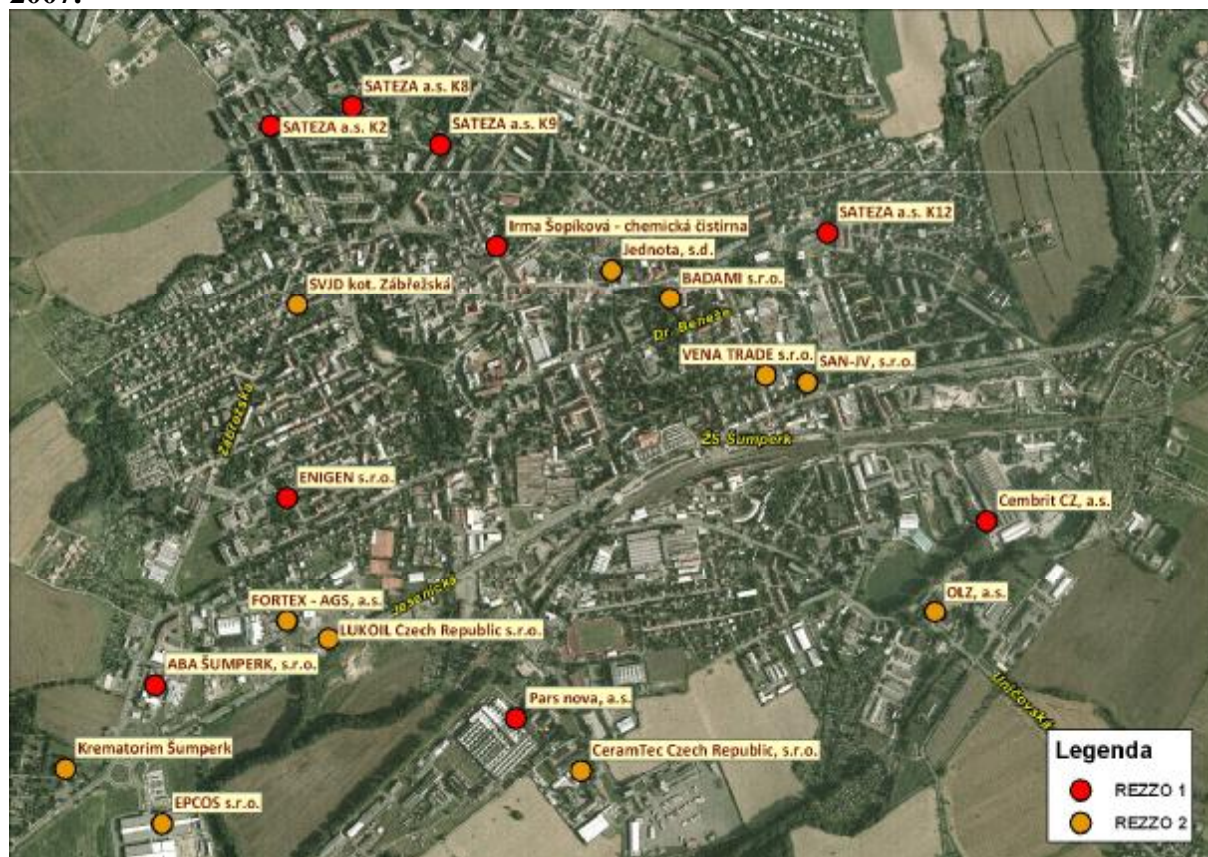 2007.
SATEZA a.s. K8
SATEZA a.s. K2
SATEZA a.s. K9
Irma Šopíková - chemická čistirna
SATEZA a.s. K12
Jednota, s.d.
SVJD kot. Zábřežská
BADAMI s.r.o.
Dr. Beneše
VENA TRADE s.r.o.
SAN-JV, s.r.o.
Zábřežská
ŽS Šumperk
ENIGEN s.r.o.
Cembrit CZ, a.s.
Jesenická
FORTEX - AGS, a.s.
OLZ, a.s.
LUKOIL Czech Republic s.r.o.
ABA ŠUMPERK, s.r.o.
Uničovská
Pars nova, a.s.
Krematorim Šumperk
CeramTec Czech Republic, s.r.o.
EPCOS s.r.o.
Legenda
REZZO 1
REZZO 2